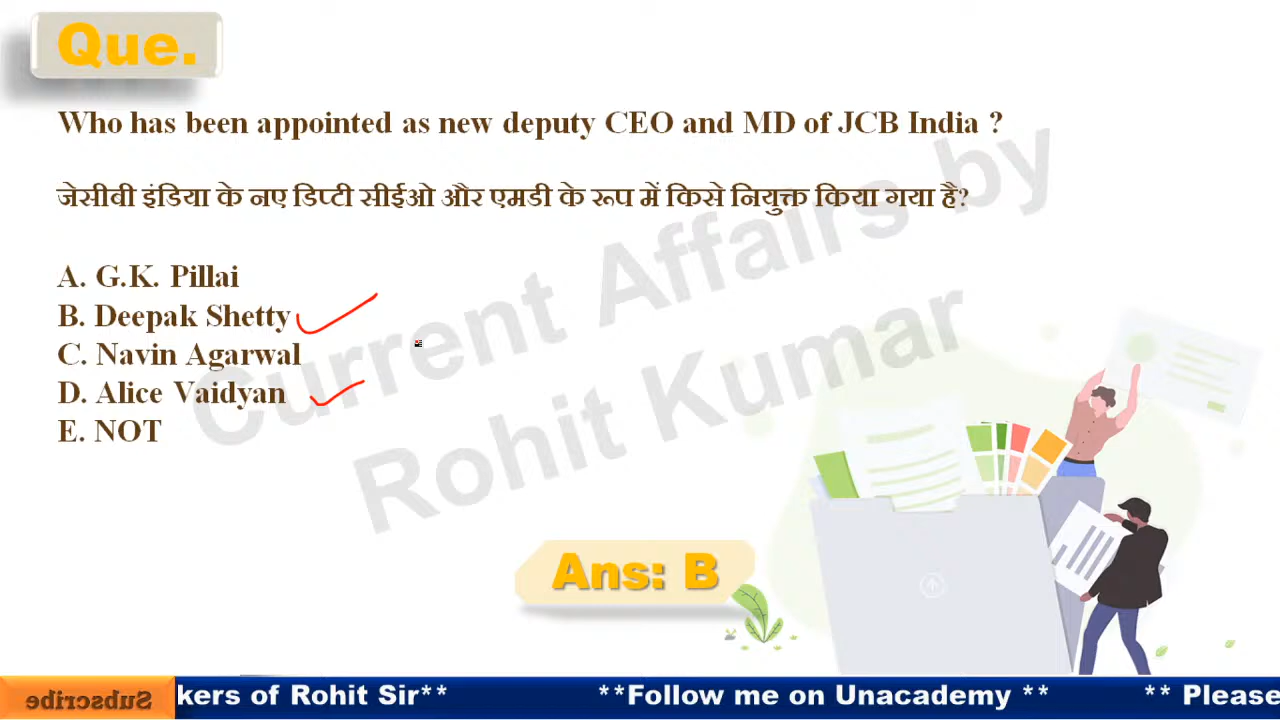 Que.
Who has been appointed as new deputy CEO and MD of JCB India ?
जेसीबी इंडिया के नए डिप्टी सीईओ और एमडी के रूप में किसे नियुक्त किया गया है?
A. G.K. Pillai
B. Deepak Shetty
C. Navin Agarwal
D. Alice Vaidyan
E. NOT
Current Affairs by
Rohit Kumar
Ans: B
Subscribe
kers of Rohit Sir** **Follow me on Unacademy ** ** Please